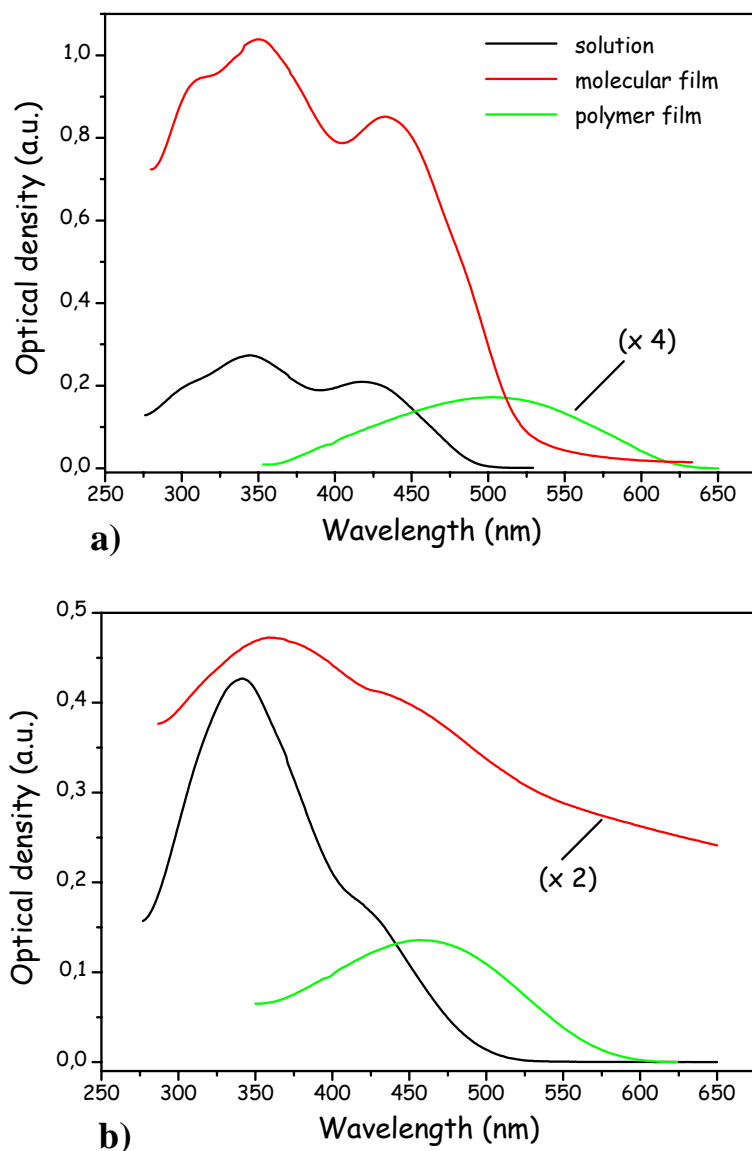 1,0
0,8
0,6
0,4
0,2
0,0
Optical density (a.u.)
solution
molecular film
polymer film
(x 4)
250 300 350 400 450 500 550 600 650
Wavelength (nm)
a)
0,5
0,4
0,3
0,2
0,1
0,0
Optical density (a.u.)
(x 2)
250 300 350 400 450 500 550 600 650
Wavelength (nm)
b)